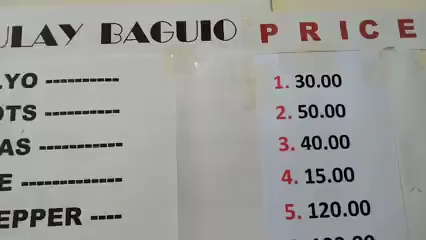 ULAY BAGUIO PRICE
LYO ---------- 1. 30.00
OTS ---------- 2. 50.00
AS ----------- 3. 40.00
E -------------- 4. 15.00
EPPER ---- 5. 120.00